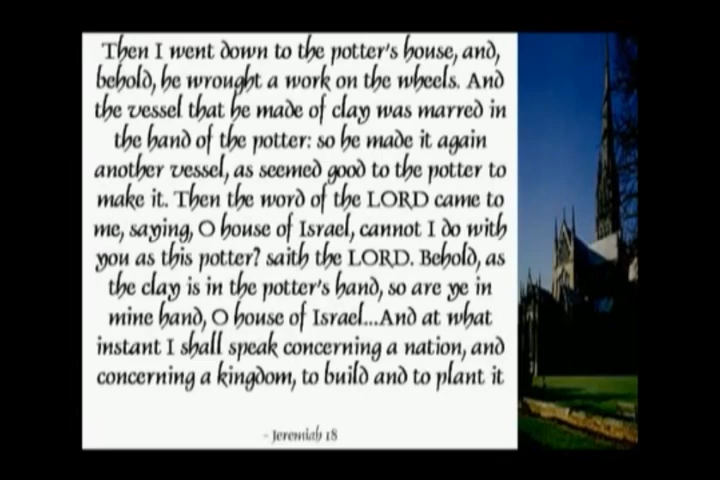 Then I went down to the potter's house, and,
behold, he wrought a work on the wheels. And
the vessel that he made of clay was marred in
the hand of the potter: so he made it again
another vessel, as seemed good to the potter to
make it. Then the word of the LORD came to
me, saying, O house of Israel, cannot I do with
you as this potter? saith the LORD. Behold, as
the clay is in the potter's hand, so are ye in
mine hand, O house of Israel...And at what
instant I shall speak concerning a nation, and
concerning a kingdom, to build and to plant it
- Jeremiah 18